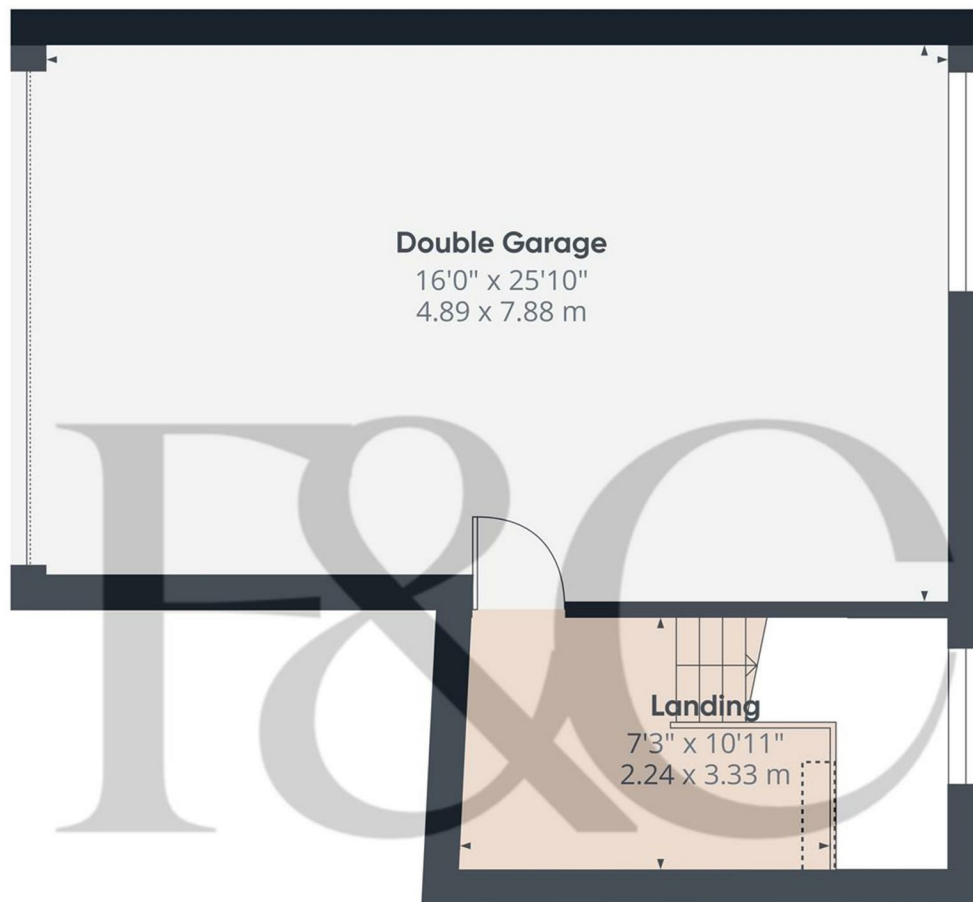 Double Garage
16'0" x 25'10"
4.89 x 7.88 m
F&C
Landing
7'3" x 10'11"
2.24 x 3.33 m